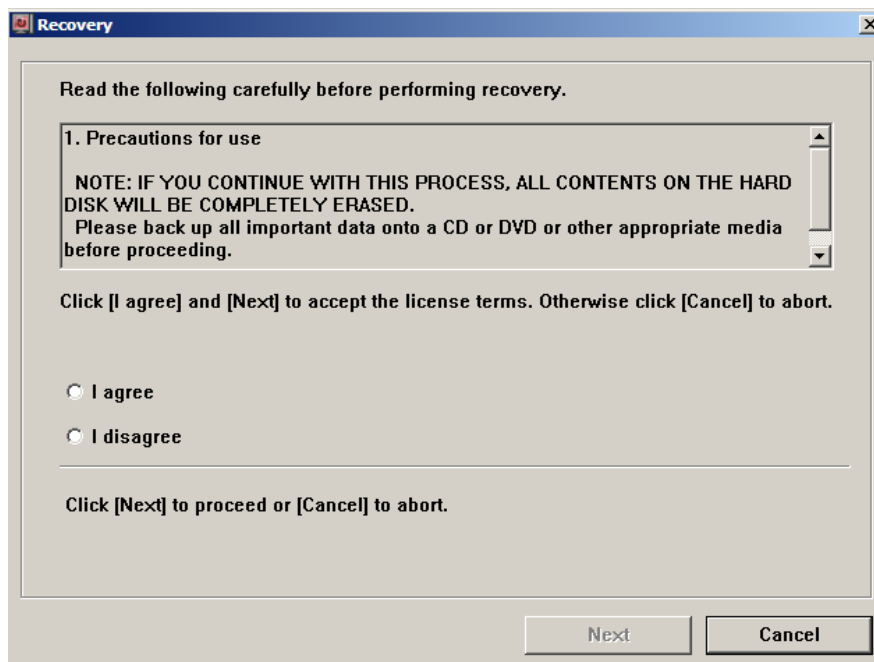 Recovery
Read the following carefully before performing recovery.
1. Precautions for use
NOTE: IF YOU CONTINUE WITH THIS PROCESS, ALL CONTENTS ON THE HARD
DISK WILL BE COMPLETELY ERASED.
Please back up all important data onto a CD or DVD or other appropriate media
before proceeding.
Click [I agree] and [Next] to accept the license terms. Otherwise click [Cancel] to abort.
I agree
I disagree
Click [Next] to proceed or [Cancel] to abort.
Next
Cancel